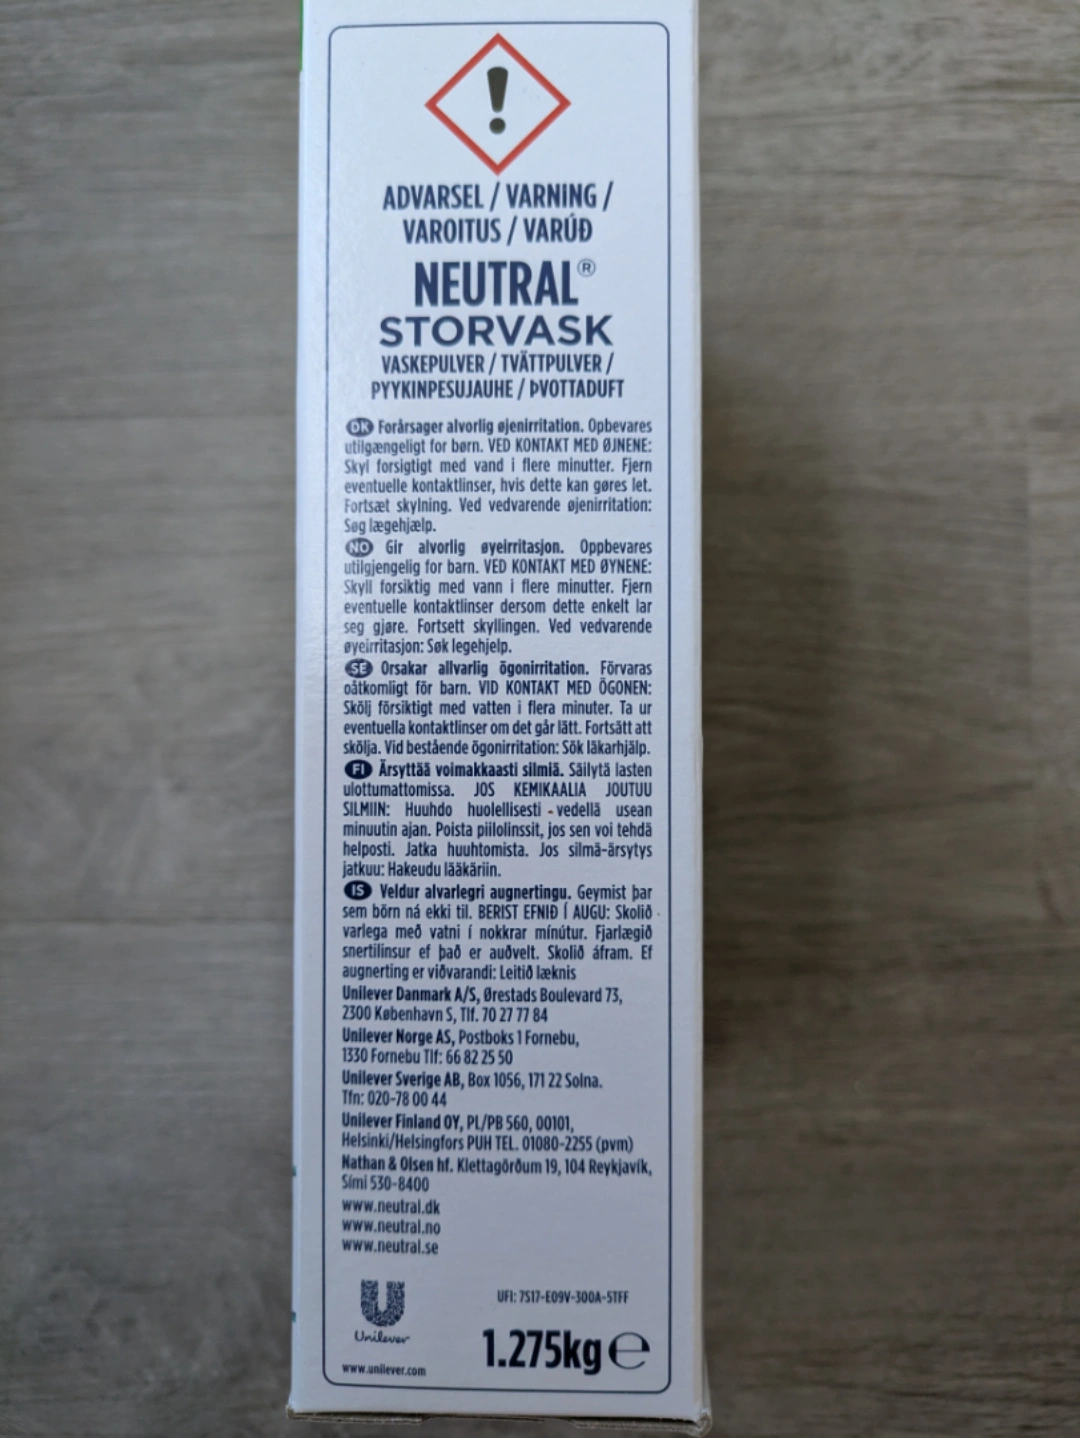 ADVARSEL / VARNING /
VAROITUS / VARÚÐ
NEUTRAL®
STORVASK
VASKEPULVER / TVÄTTPULVER /
PYYKINPESUJAUHE / ÞVOTTADUFT
DK Forårsager alvorlig øjenirritation. Opbevares
utilgængeligt for børn. VED KONTAKT MED ØJNENE:
Skyl forsigtigt med vand i flere minutter. Fjern
eventuelle kontaktlinser, hvis dette kan gøres let.
Fortsæt skylning. Ved vedvarende øjenirritation:
Søg lægehjælp.
NO Gir alvorlig øyeirritasjon. Oppbevares
utilgjengelig for barn. VED KONTAKT MED ØYNENE:
Skyll forsiktig med vann i flere minutter. Fjern
eventuelle kontaktlinser dersom dette enkelt lar
seg gjøre. Fortsett skyllingen. Ved vedvarende
øyeirritasjon: Søk legehjelp.
SE Orsakar allvarlig ögonirritation. Förvaras
oåtkomligt för barn. VID KONTAKT MED ÖGONEN:
Skölj försiktigt med vatten i flera minuter. Ta ur
eventuella kontaktlinser om det går lätt. Fortsätt att
skölja. Vid bestående ögonirritation: Sök läkarhjälp.
FI Ärsyttää voimakkaasti silmiä. Säilytä lasten
ulottumattomissa. JOS KEMIKAALIA JOUTUU
SILMIIN: Huuhdo huolellisesti vedellä usean
minuutin ajan. Poista piilolinssit, jos sen voi tehdä
helposti. Jatka huuhtomista. Jos silmä-ärsytys
jatkuu: Hakeudu lääkäriin.
IS Veldur alvarlegri augnertingu. Geymist þar
sem börn ná ekki til. BERIST EFNIÐ Í AUGU: Skolið
varlega með vatni í nokkrar mínútur. Fjarlægið
snertilinsur ef það er auðvelt. Skolið áfram. Ef
augnerting er viðvarandi: Leitið læknis
Unilever Danmark A/S, Ørestads Boulevard 73,
2300 København S, Tlf. 70 27 77 84
Unilever Norge AS, Postboks 1 Fornebu,
1330 Fornebu Tlf: 66 82 25 50
Unilever Sverige AB, Box 1056, 171 22 Solna.
Tfn: 020-78 00 44
Unilever Finland OY, PL/PB 560, 00101,
Helsinki/Helsingfors PUH TEL. 01080-2255 (pvm)
Nathan & Olsen hf. Klettagörðum 19, 104 Reykjavík,
Sími 530-8400
www.neutral.dk
www.neutral.no
www.neutral.se
UFI: 7S17-E09V-300A-5TFF
Unilever
1.275kg e
www.unilever.com